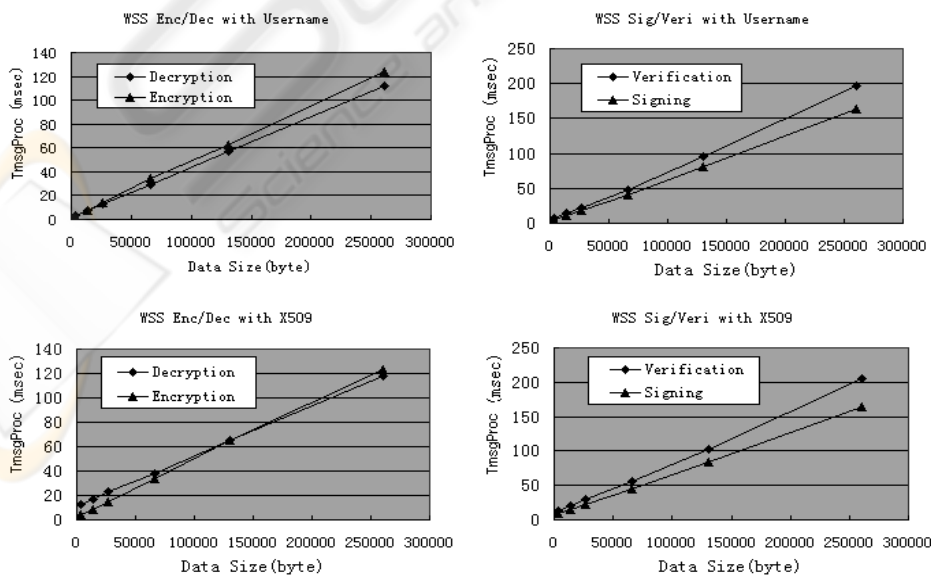 WSS Enc/Dec with Username
140
120
100
80
60
40
20
0
TmsgProc (msec)
Decryption
Encryption
0 50000 100000 150000 200000 250000 300000
Data Size(byte)
WSS Sig/Veri with Username
250
200
150
100
50
0
TmsgProc (msec)
Verification
Signing
0 50000 100000 150000 200000 250000 300000
Data Size(byte)
WSS Enc/Dec with X509
140
120
100
80
60
40
20
0
TmsgProc (msec)
Decryption
Encryption
0 50000 100000 150000 200000 250000 300000
Data Size(byte)
WSS Sig/Veri with X509
250
200
150
100
50
0
TmsgProc (msec)
Verification
Signing
0 50000 100000 150000 200000 250000 300000
Data Size(byte)